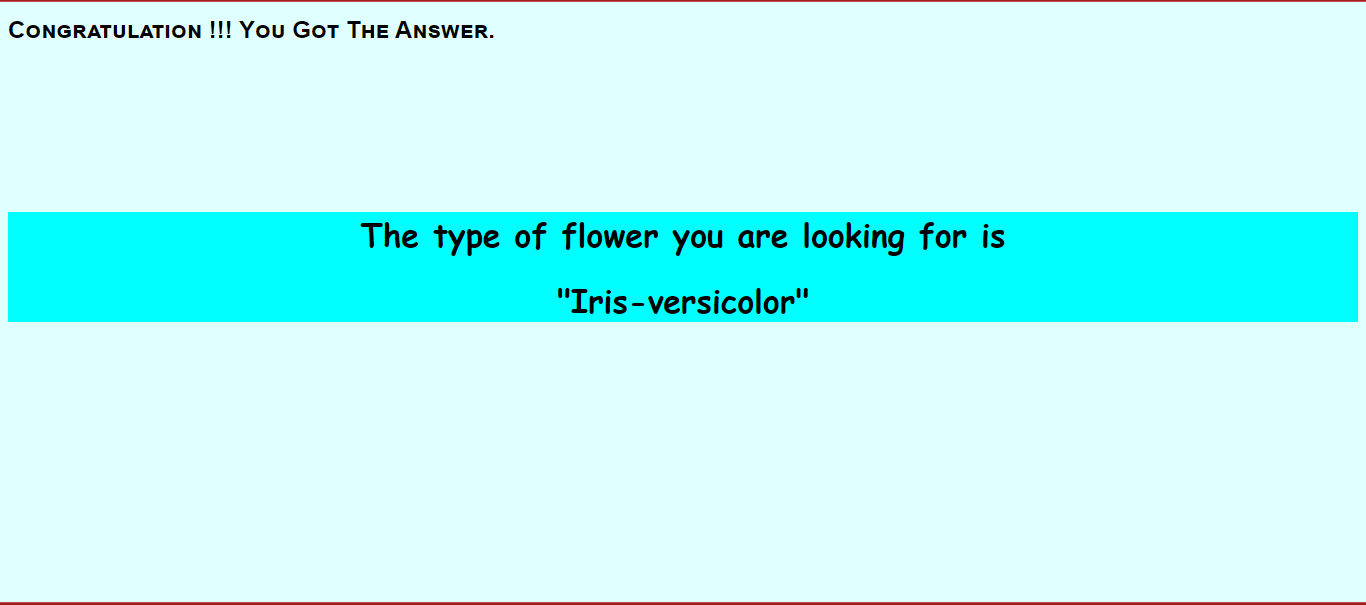 Congratulation !!! You Got The Answer.
The type of flower you are looking for is
"Iris-versicolor"